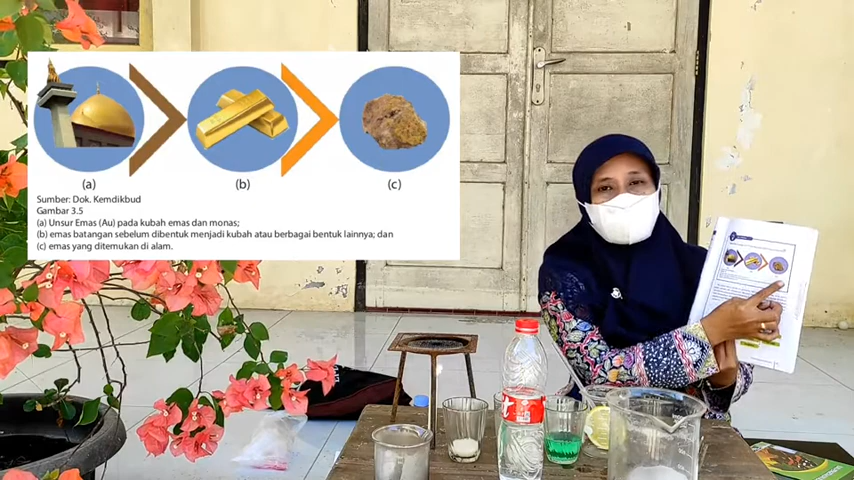 (a) (b) (c)
Sumber: Dok. Kemdikbud
Gambar 3.5
(a) Unsur Emas (Au) pada kubah emas dan monas;
(b) emas batangan sebelum dibentuk menjadi kubah atau berbagai bentuk lainnya; dan
(c) emas yang ditemukan di alam.